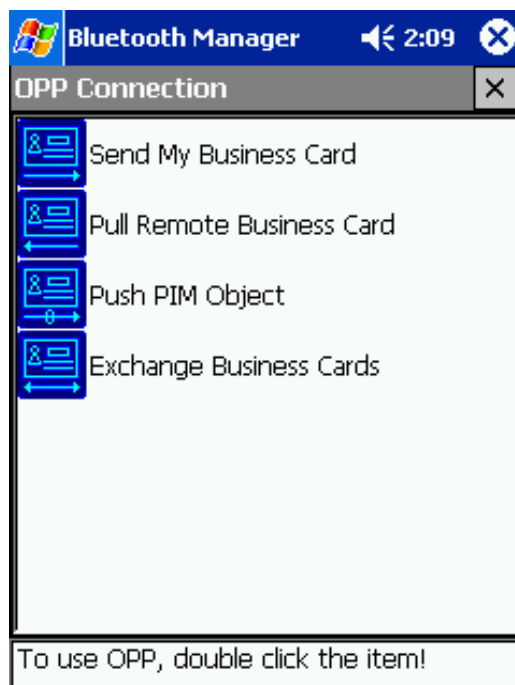 Bluetooth Manager 2:09
OPP Connection
Send My Business Card
Pull Remote Business Card
Push PIM Object
Exchange Business Cards
To use OPP, double click the item!